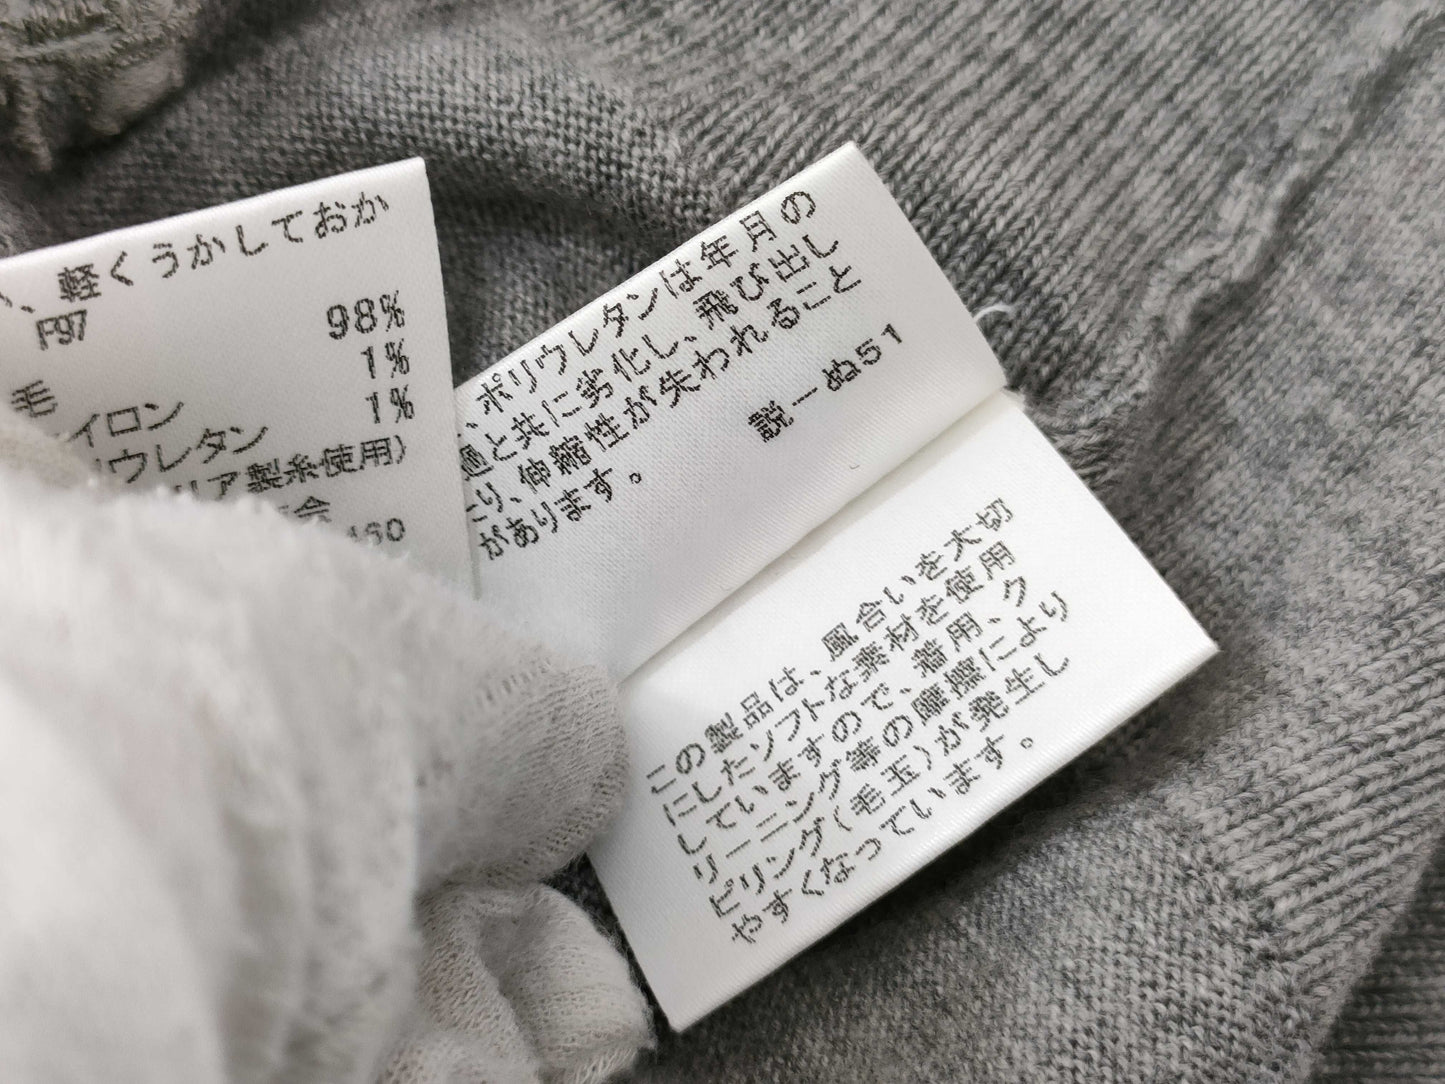 、軽くうかしておか
F97
毛 98%
イロン 1%
ウレタン 1%
リア製糸使用)
460
、ポリウレタンは年月の
過と共に劣化し、飛び出し
たり、伸縮性が失われること
があります。
説ーぬ51
この製品は、風合いを大切
にしたソフトな素材を使用
していますので、着用、ク
リーニング等の摩擦により
ピリング(毛玉)が発生し
やすくなっています。